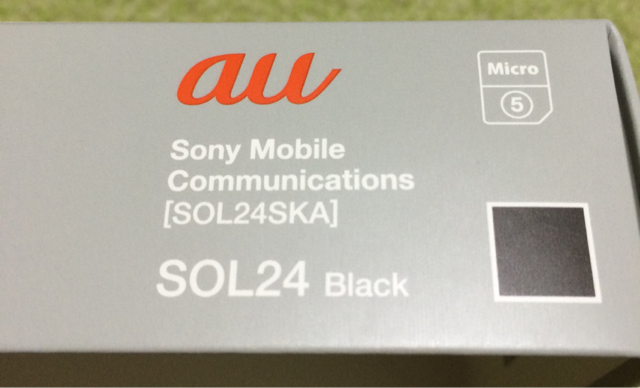 au
Micro
5
Sony Mobile
Communications
[SOL24SKA]
SOL24 Black